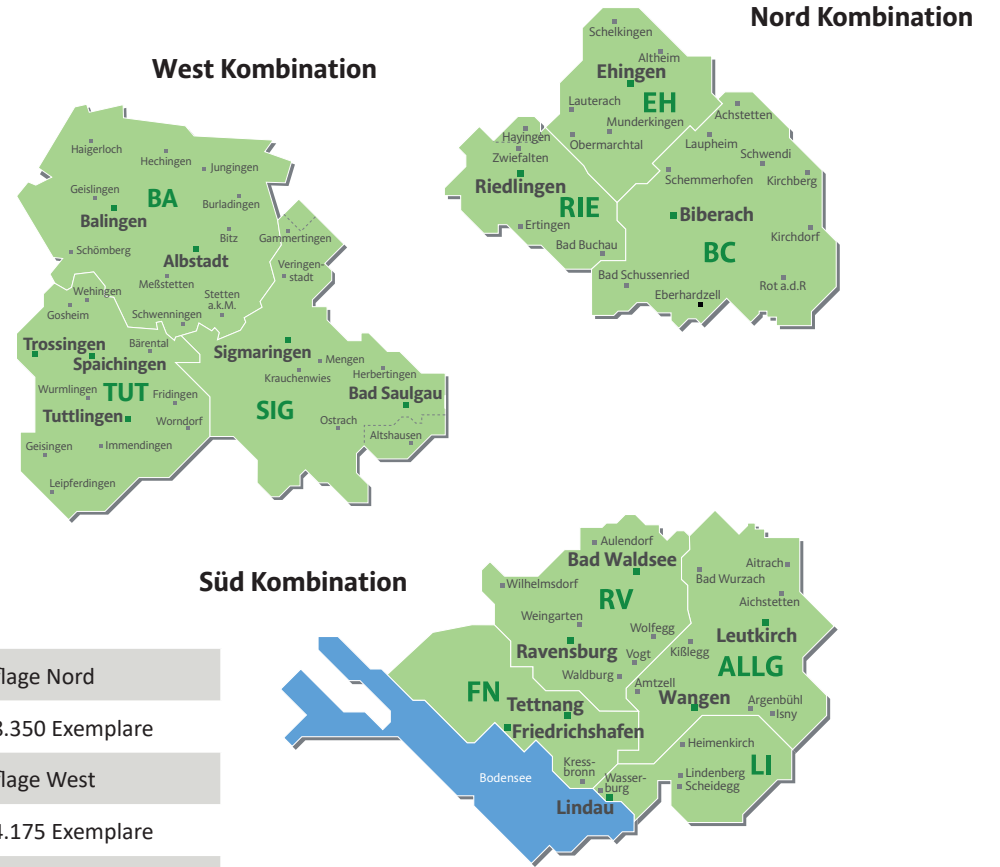 Nord Kombination
Schelkingen
Altheim
Ehingen
EH
Lauterach
Munderkingen
Obermarchtal
Achstetten
Laupheim
Schwendi
Schemmerhofen
Kirchberg
Hayingen
Zwiefalten
Riedlingen
RIE
Ertingen
Bad Buchau
Biberach
BC
Kirchdorf
Bad Schussenried
Eberhardzell
Rot a.d.R
West Kombination
Haigerloch
Hechingen
Jungingen
Geislingen
BA
Burladingen
Balingen
Bitz
Gammertingen
Schömberg
Albstadt
Veringen-
stadt
Meßstetten
Wehingen
Stetten
a.k.M.
Gosheim
Schwenningen
Trossingen
Bärental
Spaichingen
Sigmaringen
Mengen
Krauchenwies
Herbertingen
Wurmlingen
TUT
Fridingen
Bad Saulgau
Tuttlingen
SIG
Worndorf
Ostrach
Altshausen
Geisingen
Immendingen
Leipferdingen
Süd Kombination
Aulendorf
Bad Waldsee
Wilhelmsdorf
RV
Weingarten
Wolfegg
Ravensburg
Vogt
Waldburg
Aitrach
Bad Wurzach
Aichstetten
Leutkirch
Kißlegg
ALLG
Amtzell
Wangen
Argenbühl
Isny
FN
Tettnang
Friedrichshafen
Heimenkirch
Kress-
bronn
LI
Bodensee
Wasser-
burg
Lindenberg
Scheidegg
Lindau
flage Nord
.350 Exemplare
flage West
.175 Exemplare